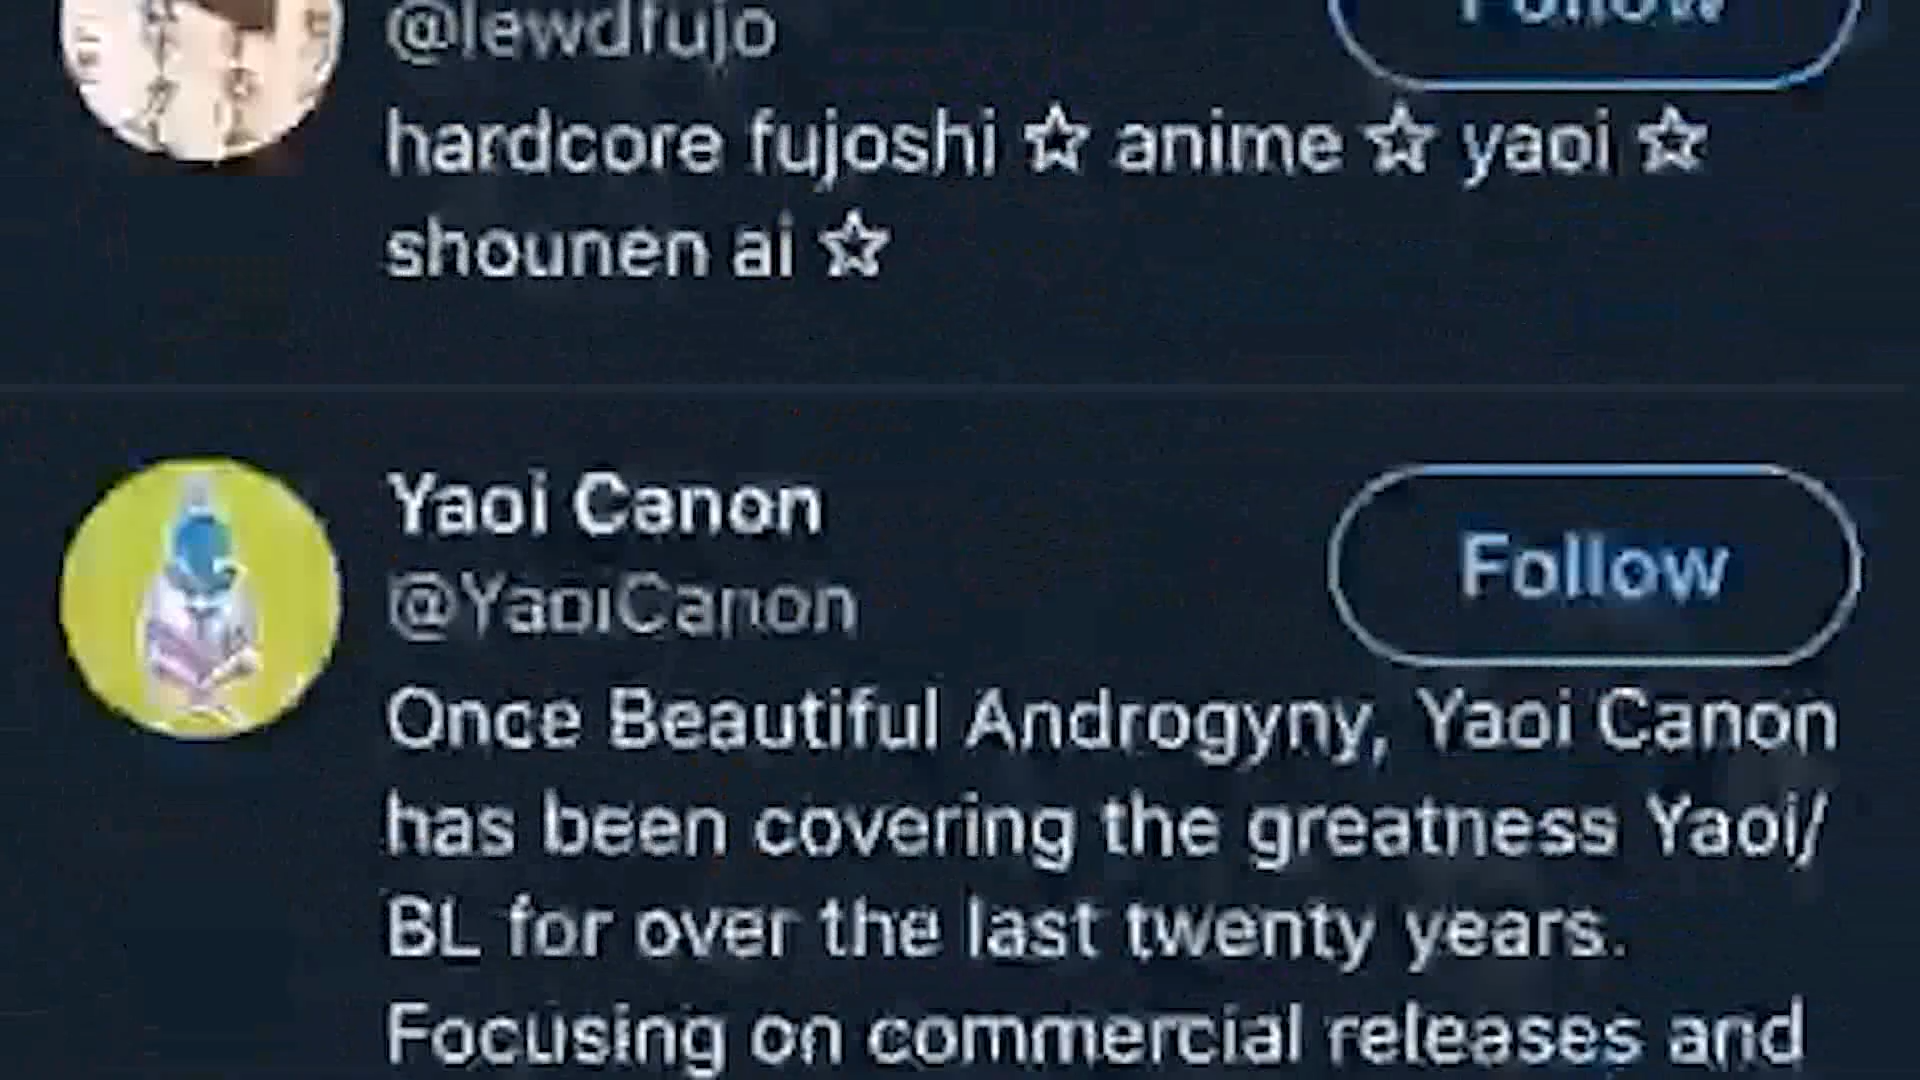 @lewdfujo
Follow
hardcore fujoshi ☆ anime ☆ yaoi ☆
shounen ai ☆
Yaoi Canon
Follow
@YaoiCanon
Once Beautiful Androgyny, Yaoi Canon
has been covering the greatness Yaoi/
BL for over the last twenty years.
Focusing on commercial releases and